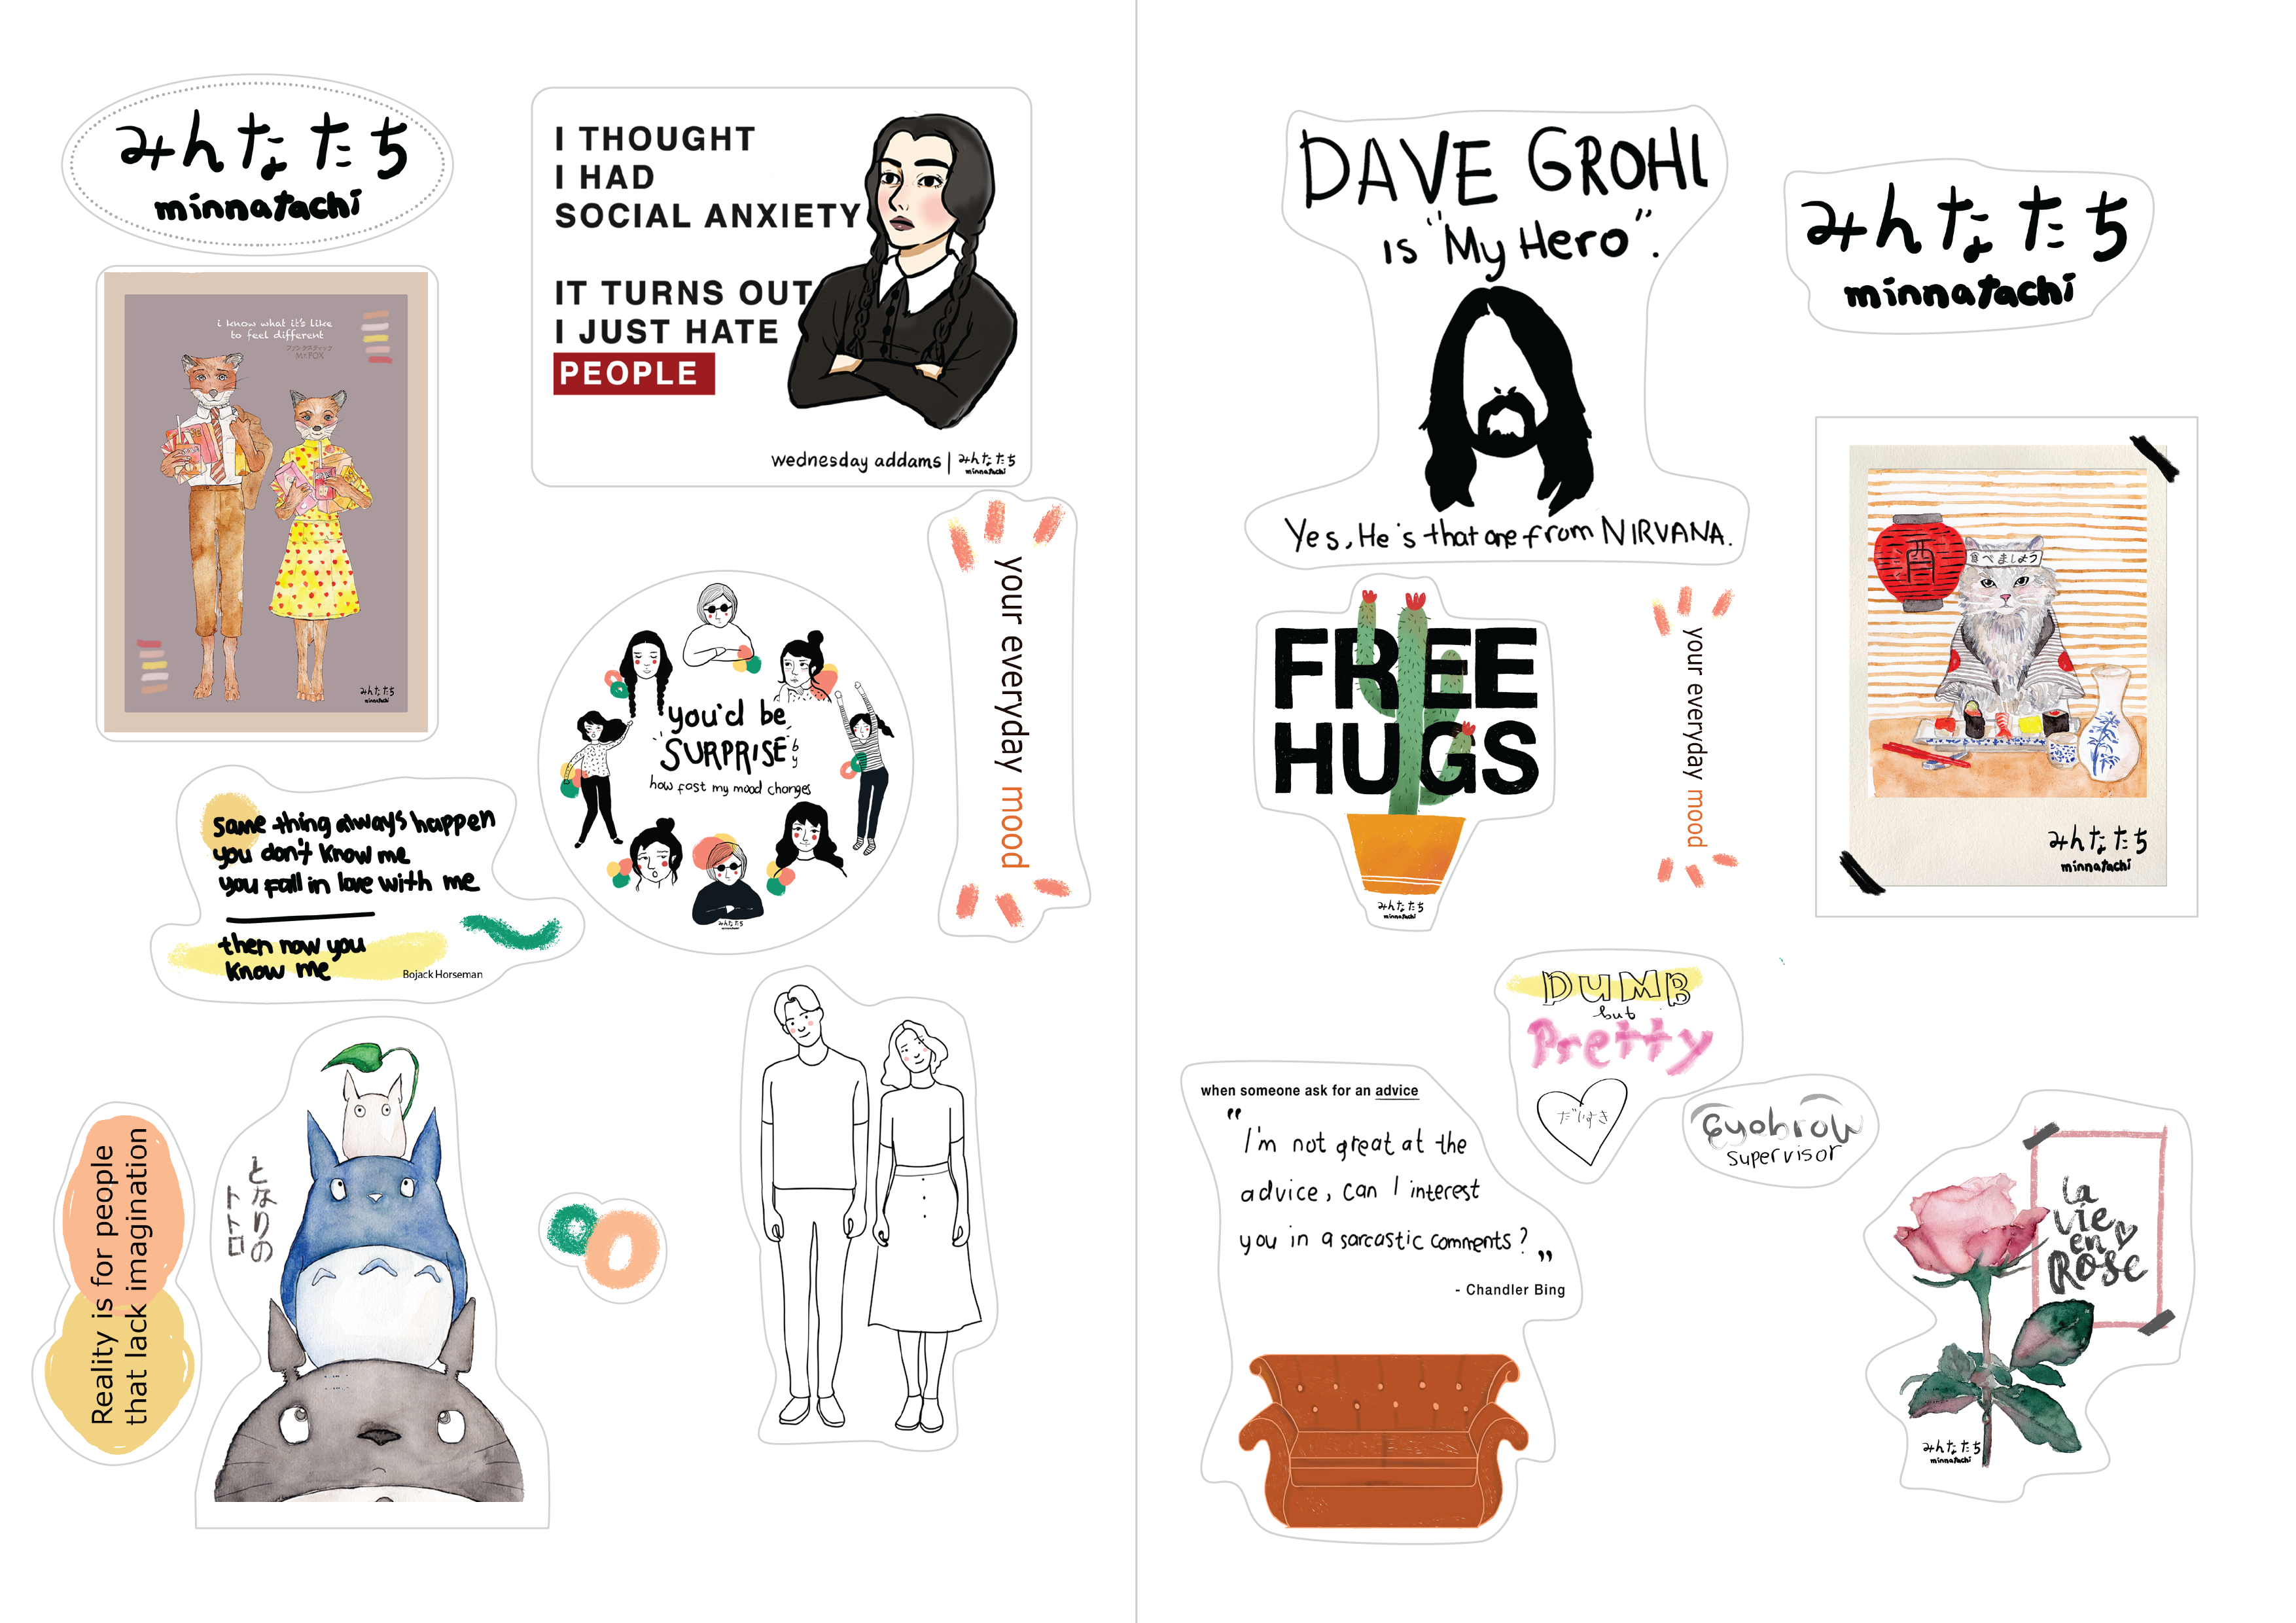 みんなたち
minnatachi
i know what it's like
to feel different
ファンタスティック
Mr.FOX
みんなたち
minnatachi
I THOUGHT
I HAD
SOCIAL ANXIETY
IT TURNS OUT
I JUST HATE
PEOPLE
wednesday addams | みんなたち
minnatachi
your everyday mood
you'd be
"SURPRISE" by
how fast my mood changes
みんなたち
minnatachi
same thing always happen
you don't know me
you fall in love with me
then now you
know me
Bojack Horseman
Reality is for people
that lack imagination
となりの
トトロ
DAVE GROHL
is "My Hero".
Yes, He's that one from NIRVANA.
みんなたち
minnatachi
FREE
HUGS
みんなたち
minnatachi
your everyday mood
食べましょう
みんなたち
minnatachi
DUMB
but
Pretty
だいすき
Eyebrow
supervisor
when someone ask for an advice
"I'm not great at the
advice, can I interest
you in a sarcastic comments?"
- Chandler Bing
la
vie
en
Rose
みんなたち
minnatachi